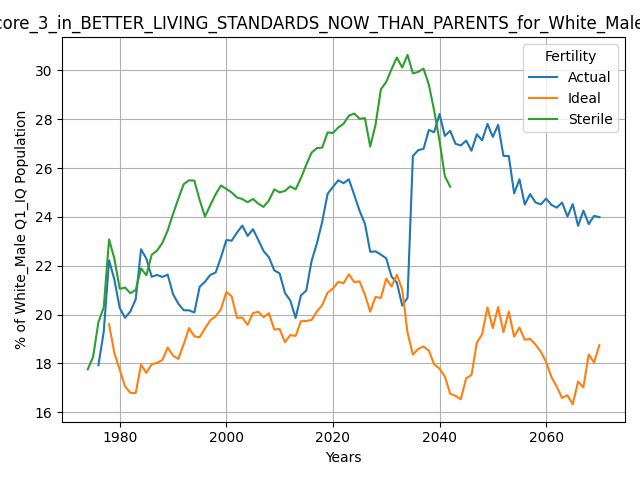 core_3_in_BETTER_LIVING_STANDARDS_NOW_THAN_PARENTS_for_White_Male
% of White_Male Q1_IQ Population
30
28
26
24
22
20
18
16
1980
2000
2020
2040
2060
Years
Fertility
Actual
Ideal
Sterile